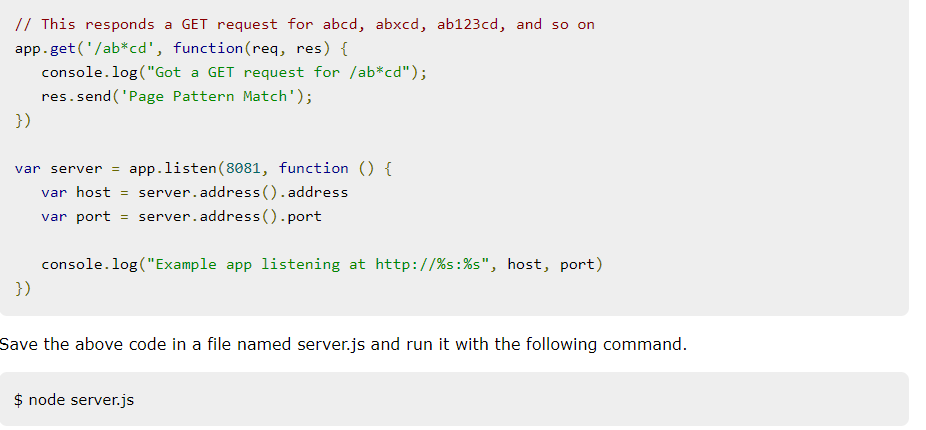 // This responds a GET request for abcd, abxcd, ab123cd, and so on
app.get('/ab*cd', function(req, res) {
   console.log("Got a GET request for /ab*cd");
   res.send('Page Pattern Match');
})

var server = app.listen(8081, function () {
   var host = server.address().address
   var port = server.address().port

   console.log("Example app listening at http://%s:%s", host, port)
})
Save the above code in a file named server.js and run it with the following command.
$ node server.js